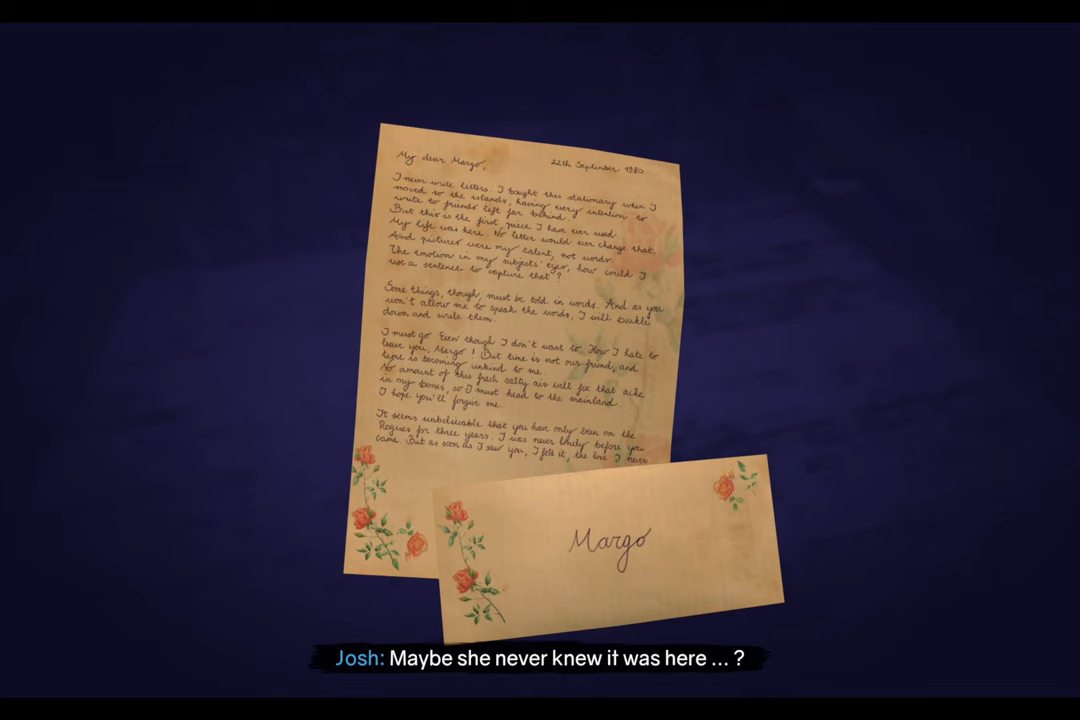 My dear Margo,
22th September 1980
I never write letters. I bought this stationary when I
moved to the islands, having every intention to
write to friends left far behind.
But this is the first piece I have ever used.
My life was here. No letter would ever change that.
And pictures were my talent, not words.
The emotion in my subjects' eyes, how could I
use a sentence to capture that?
Some things, though, must be told in words. And as you
won't allow me to speak the words, I will buckle
down and write them.
I must go. Even though I don't want to. How I hate to
leave you, Margo! But time is not our friend, and
time is becoming unkind to me.
No amount of this fresh salty air will fix that ache
in my bones, so I must head to the mainland.
I hope you'll forgive me.
It seems unbelievable that you have only been on the
Rogues for three years. I was never lonely before you
came. But as soon as I saw you, I felt it, the loss I never
Margo
Josh: Maybe she never knew it was here ... ?